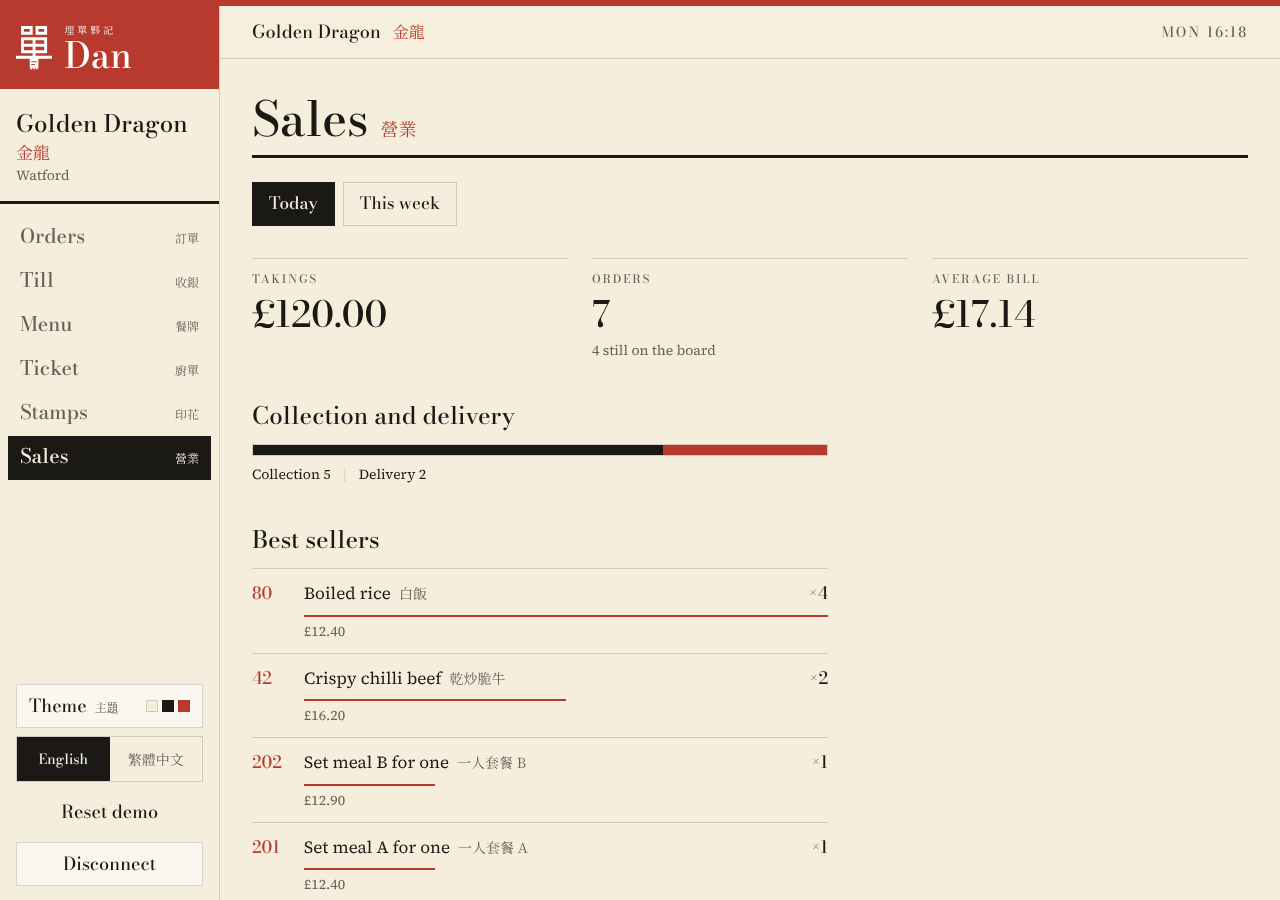 單
埋單夥記
Dan
Golden Dragon
金龍
Watford
Orders 訂單
Till 收銀
Menu 餐牌
Ticket 廚單
Stamps 印花
Sales 營業
Theme 主題
English 繁體中文
Reset demo
Disconnect
Golden Dragon 金龍
MON 16:18
Sales 營業
Today This week
TAKINGS
£120.00
ORDERS
7
4 still on the board
AVERAGE BILL
£17.14
Collection and delivery
Collection 5 Delivery 2
Best sellers
80 Boiled rice 白飯 ×4
£12.40
42 Crispy chilli beef 乾炒脆牛 ×2
£16.20
202 Set meal B for one 一人套餐 B ×1
£12.90
201 Set meal A for one 一人套餐 A ×1
£12.40